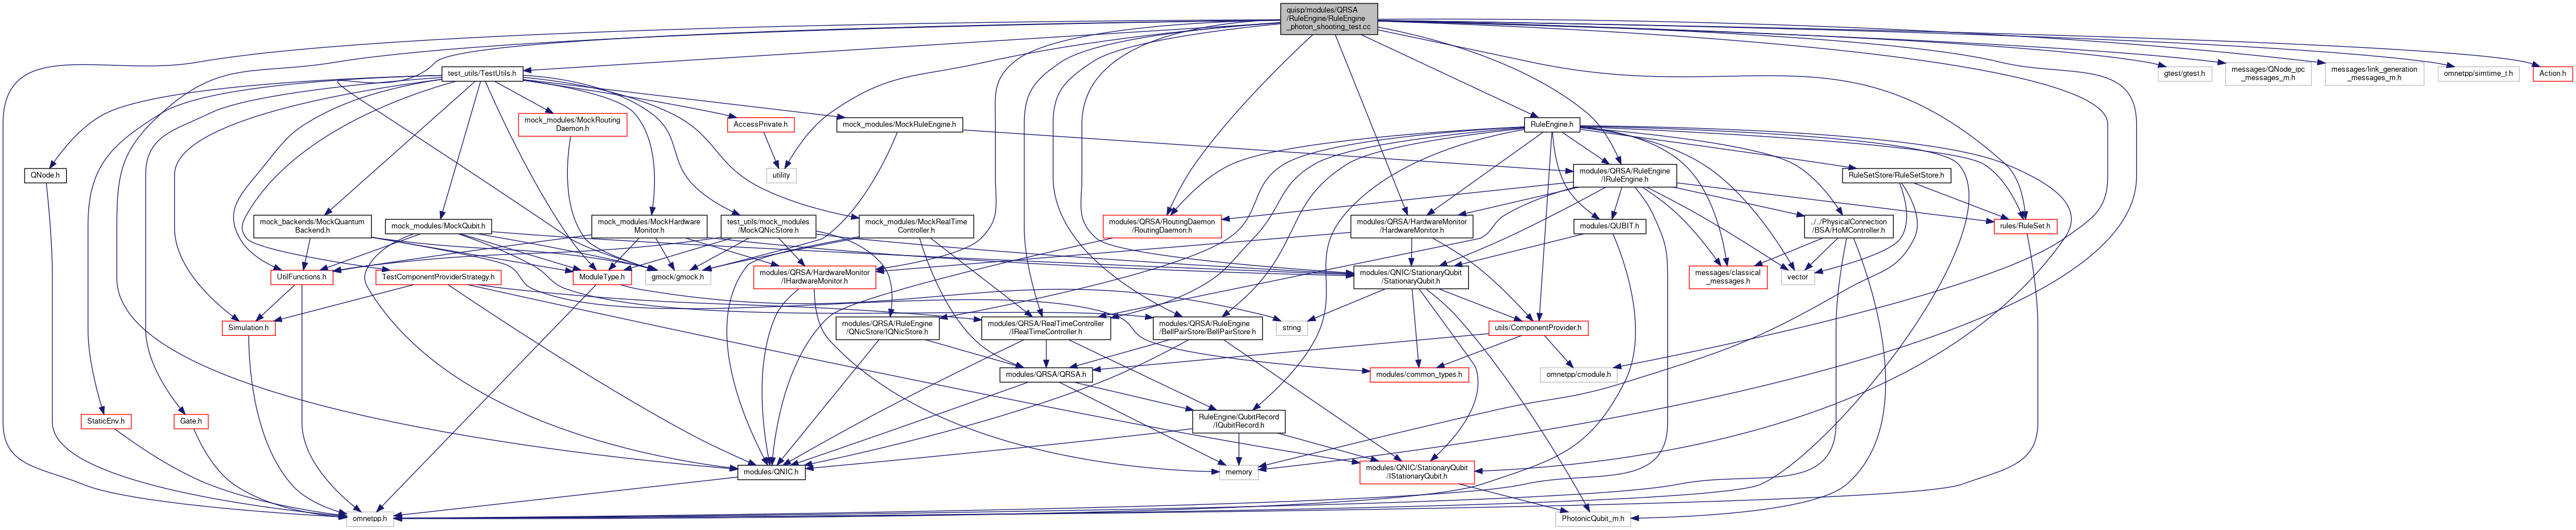 quisp/modules/QRSA
/RuleEngine/RuleEngine
_photon_shooting_test.cc
test_utils/TestUtils.h
gtest/gtest.h
messages/QNode_ipc
_messages_m.h
messages/link_generation
_messages_m.h
omnetpp/simtime_t.h
Action.h
mock_modules/MockRouting
Daemon.h
AccessPrivate.h
mock_modules/MockRuleEngine.h
RuleEngine.h
QNode.h
utility
modules/QRSA/RuleEngine
/IRuleEngine.h
RuleSetStore/RuleSetStore.h
mock_backends/MockQuantum
Backend.h
mock_modules/MockQubit.h
mock_modules/MockHardware
Monitor.h
test_utils/mock_modules
/MockQNicStore.h
mock_modules/MockRealTime
Controller.h
modules/QRSA/RoutingDaemon
/RoutingDaemon.h
modules/QRSA/HardwareMonitor
/HardwareMonitor.h
modules/QUBIT.h
./../PhysicalConnection
/BSA/HoMController.h
rules/RuleSet.h
UtilFunctions.h
TestComponentProviderStrategy.h
ModuleType.h
gmock/gmock.h
modules/QRSA/HardwareMonitor
/IHardwareMonitor.h
modules/QNIC/StationaryQubit
/StationaryQubit.h
messages/classical
_messages.h
vector
Simulation.h
modules/QRSA/RuleEngine
/QNicStore/IQNicStore.h
modules/QRSA/RealTimeController
/IRealTimeController.h
modules/QRSA/RuleEngine
/BellPairStore/BellPairStore.h
string
utils/ComponentProvider.h
modules/QRSA/QRSA.h
modules/common_types.h
omnetpp/cmodule.h
StaticEnv.h
Gate.h
RuleEngine/QubitRecord
/IQubitRecord.h
modules/QNIC.h
memory
modules/QNIC/StationaryQubit
/IStationaryQubit.h
omnetpp.h
PhotonicQubit_m.h